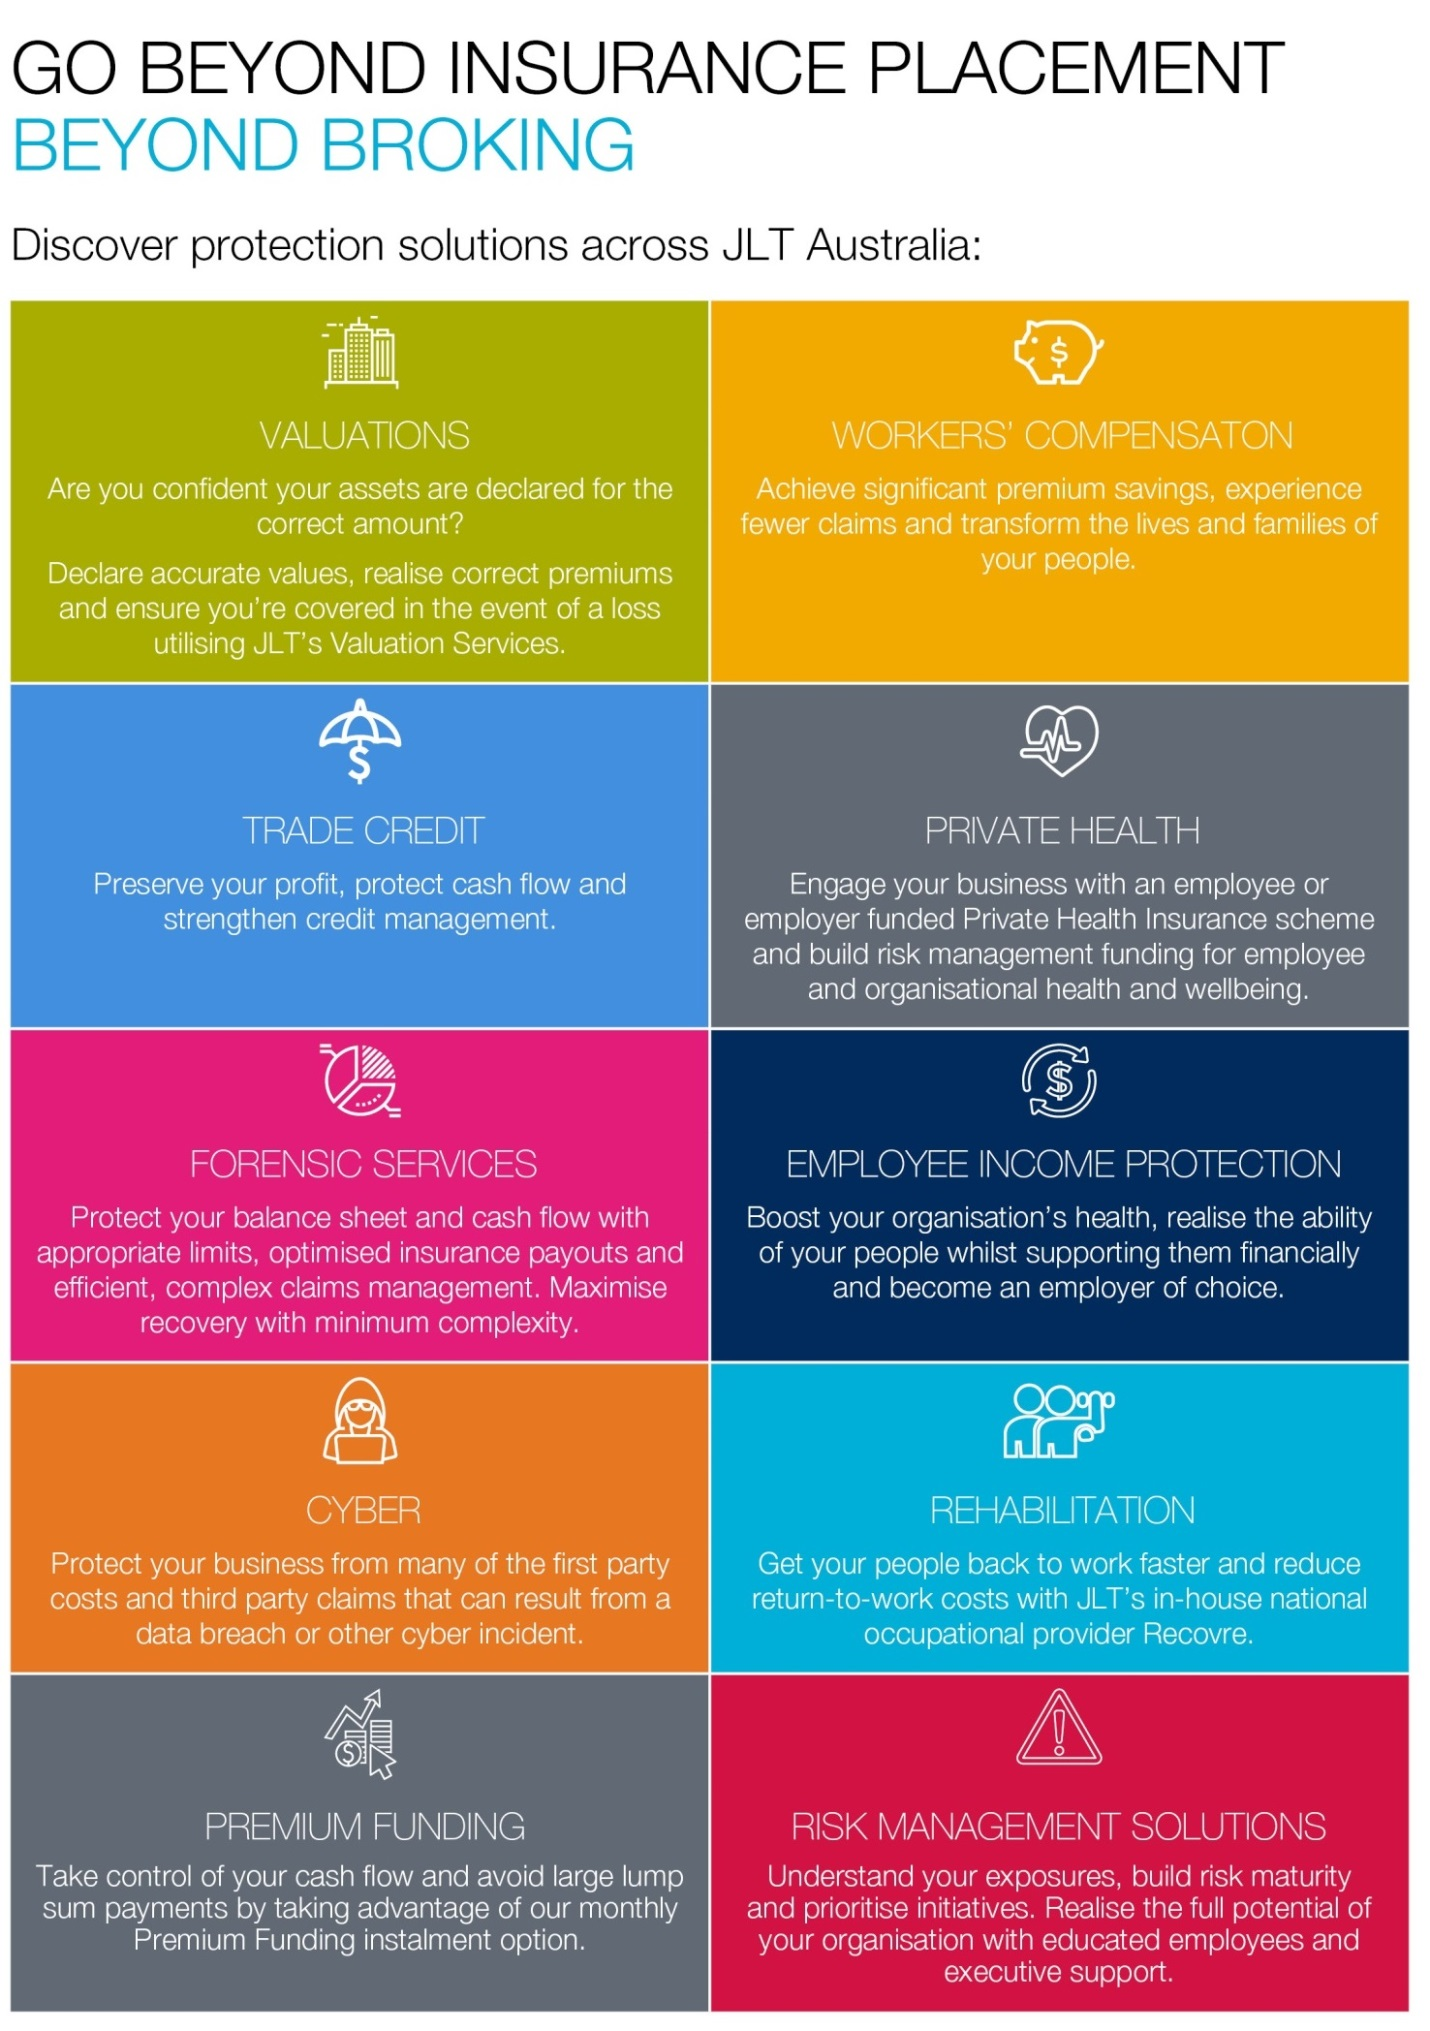 GO BEYOND INSURANCE PLACEMENT
BEYOND BROKING
Discover protection solutions across JLT Australia:
VALUATIONS
Are you confident your assets are declared for the
correct amount?
Declare accurate values, realise correct premiums
and ensure you're covered in the event of a loss
utilising JLT's Valuation Services.
WORKERS' COMPENSATON
Achieve significant premium savings, experience
fewer claims and transform the lives and families of
your people.
TRADE CREDIT
Preserve your profit, protect cash flow and
strengthen credit management.
PRIVATE HEALTH
Engage your business with an employee or
employer funded Private Health Insurance scheme
and build risk management funding for employee
and organisational health and wellbeing.
FORENSIC SERVICES
Protect your balance sheet and cash flow with
appropriate limits, optimised insurance payouts and
efficient, complex claims management. Maximise
recovery with minimum complexity.
EMPLOYEE INCOME PROTECTION
Boost your organisation's health, realise the ability
of your people whilst supporting them financially
and become an employer of choice.
CYBER
Protect your business from many of the first party
costs and third party claims that can result from a
data breach or other cyber incident.
REHABILITATION
Get your people back to work faster and reduce
return-to-work costs with JLT's in-house national
occupational provider Recovre.
PREMIUM FUNDING
Take control of your cash flow and avoid large lump
sum payments by taking advantage of our monthly
Premium Funding instalment option.
RISK MANAGEMENT SOLUTIONS
Understand your exposures, build risk maturity
and prioritise initiatives. Realise the full potential of
your organisation with educated employees and
executive support.